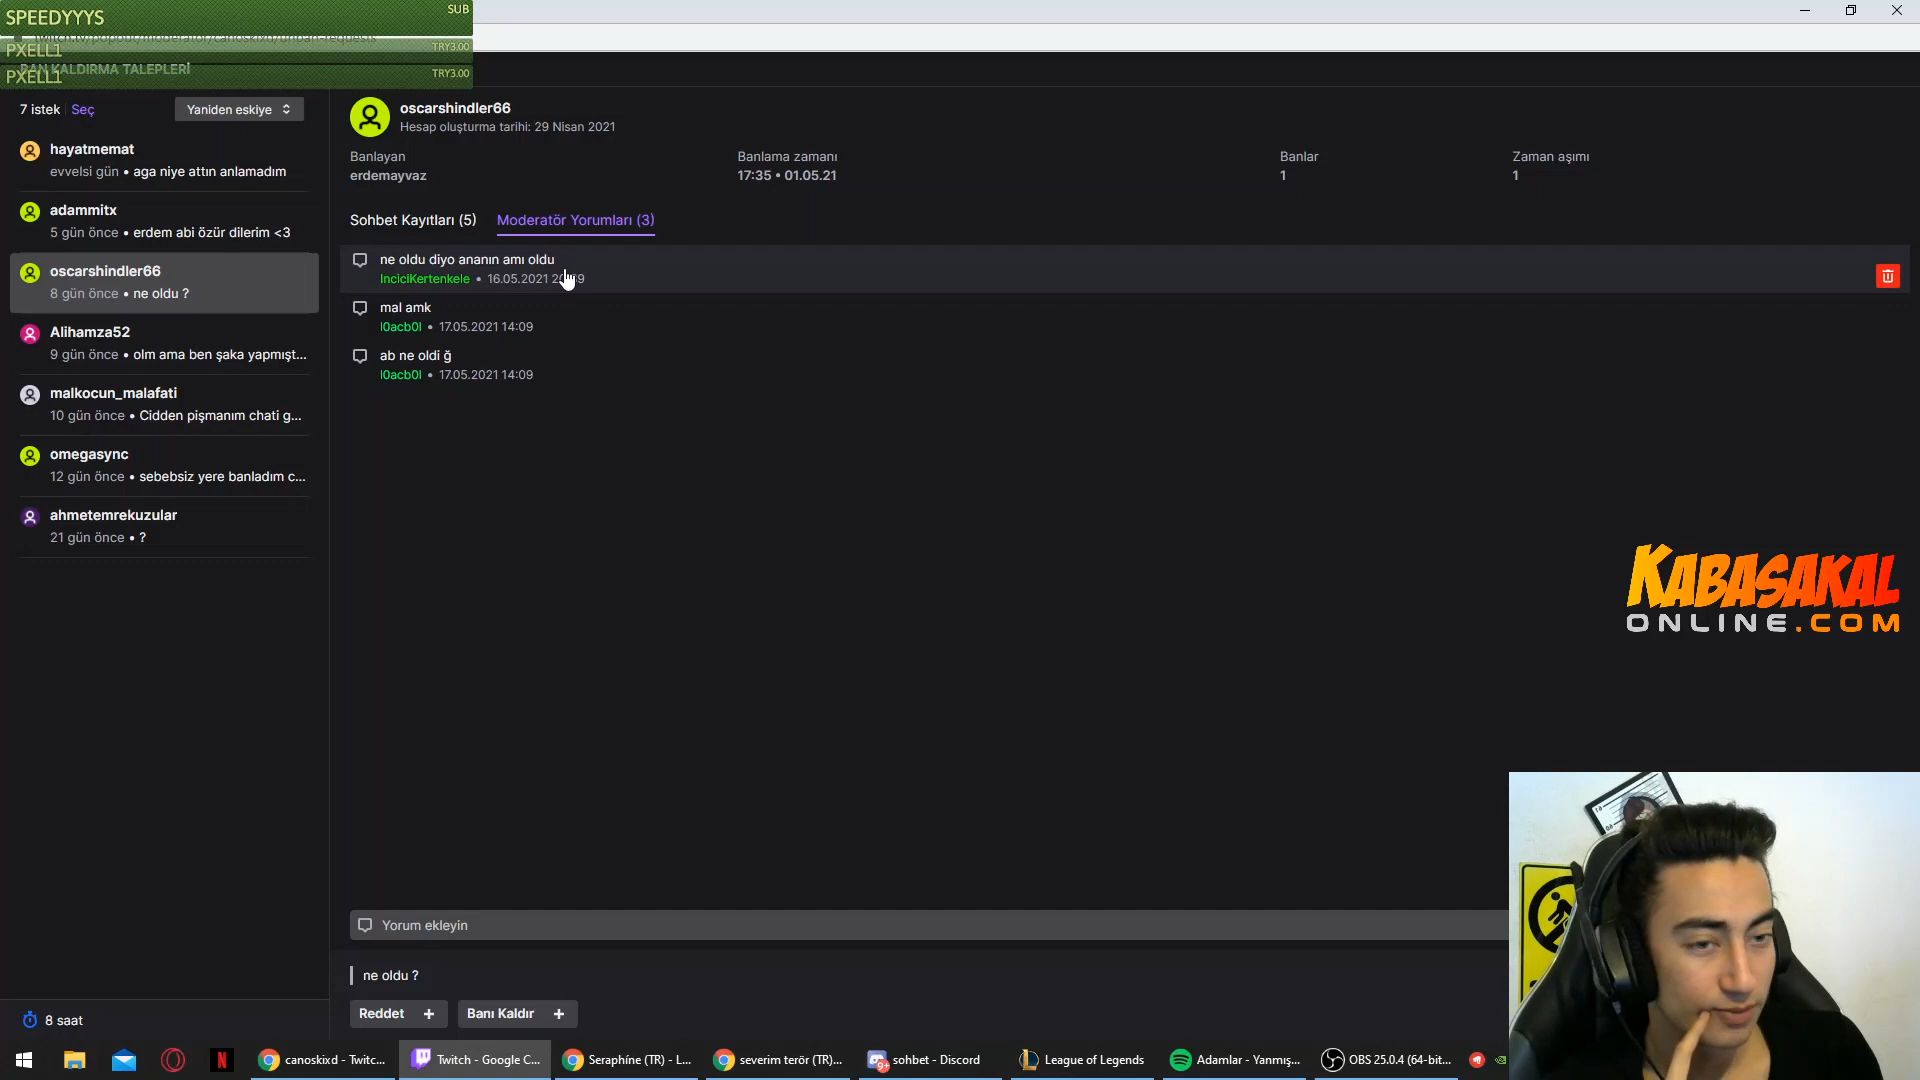 SPEEDYYYS SUB
PXELL1 TRY3.00
BAN KALDIRMA TALEPLERİ
PXELL1 TRY3.00
7 istek Seç Yaniden eskiye
hayatmemat
evvelsi gün • aga niye attın anlamadım
adammitx
5 gün önce • erdem abi özür dilerim <3
oscarshindler66
8 gün önce • ne oldu ?
Alihamza52
9 gün önce • olm ama ben şaka yapmışt...
malkocun_malafati
10 gün önce • Cidden pişmanım chati g...
omegasync
12 gün önce • sebebsiz yere banladım c...
ahmetemrekuzular
21 gün önce • ?
8 saat
oscarshindler66
Hesap oluşturma tarihi: 29 Nisan 2021
Banlayan Banlama zamanı Banlar Zaman aşımı
erdemayvaz 17:35 • 01.05.21 1 1
Sohbet Kayıtları (5) Moderatör Yorumları (3)
ne oldu diyo ananın amı oldu
InciciKertenkele • 16.05.2021
mal amk
l0acb0l • 17.05.2021 14:09
ab ne oldi ğ
l0acb0l • 17.05.2021 14:09
KABASAKAL
ONLINE.COM
Yorum ekleyin
ne oldu ?
Reddet + Banı Kaldır +
canoskixd - Twitc... Twitch - Google C... Seraphine (TR) - L... severim terör (TR)... sohbet - Discord League of Legends Adamlar - Yanmış... OBS 25.0.4 (64-bit...